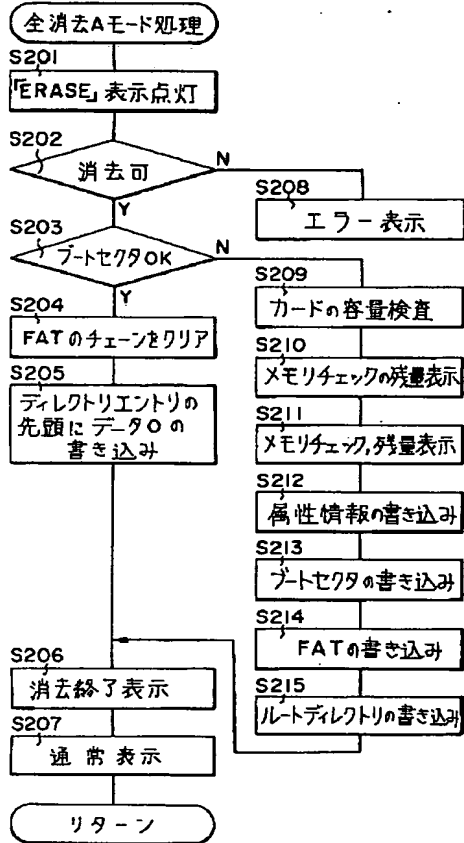 全消去Aモード処理
S201
「ERASE」表示点灯
S202
消去可
N
Y
S208
エラー表示
S203
ブートセクタOK
N
Y
S209
カードの容量検査
S204
FATのチェーンをクリア
S210
メモリチェックの残量表示
S205
ディレクトリエントリの
先頭にデータ0の
書き込み
S211
メモリチェック,残量表示
S212
属性情報の書き込み
S213
ブートセクタの書き込み
S214
FATの書き込み
S215
ルートディレクトリの書き込み
S206
消去終了表示
S207
通常表示
リターン